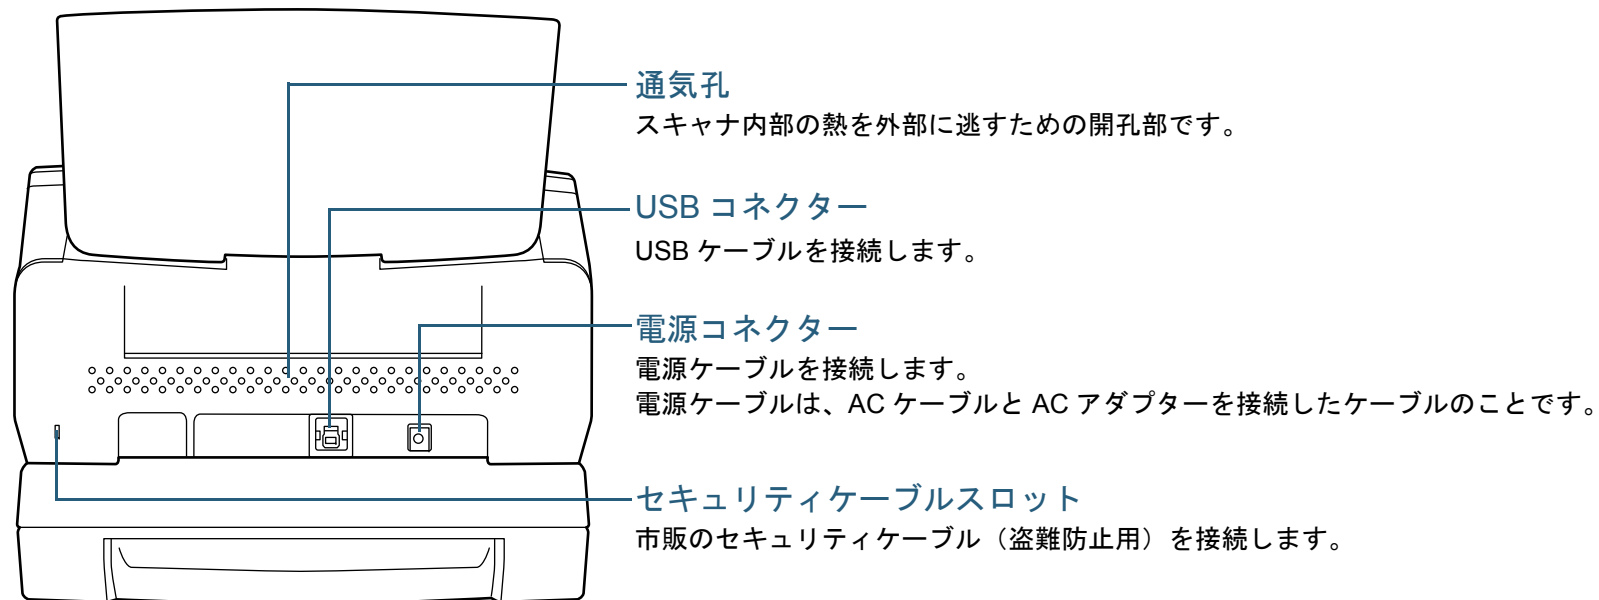 通気孔
スキャナ内部の熱を外部に逃すための開孔部です。
USB コネクター
USB ケーブルを接続します。
電源コネクター
電源ケーブルを接続します。
電源ケーブルは、AC ケーブルと AC アダプターを接続したケーブルのことです。
セキュリティケーブルスロット
市販のセキュリティケーブル（盗難防止用）を接続します。